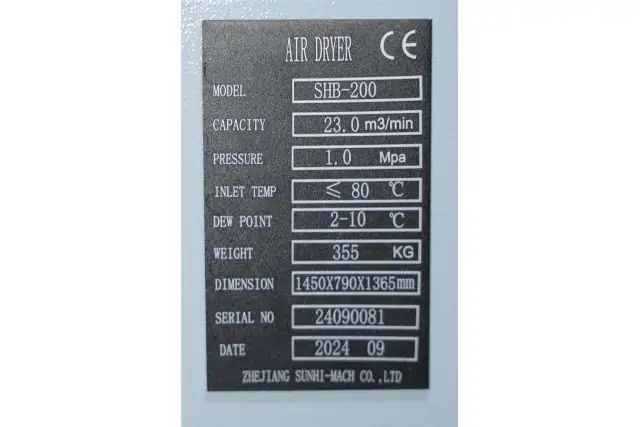 AIR DRYER CE
MODEL SHB-200
CAPACITY 23.0 m3/min
PRESSURE 1.0 Mpa
INLET TEMP ≤ 80 ℃
DEW POINT 2-10 ℃
WEIGHT 355 KG
DIMENSION 1450X790X1365mm
SERIAL NO 24090081
DATE 2024 09
ZHEJIANG SUNHI-MACH CO.,LTD